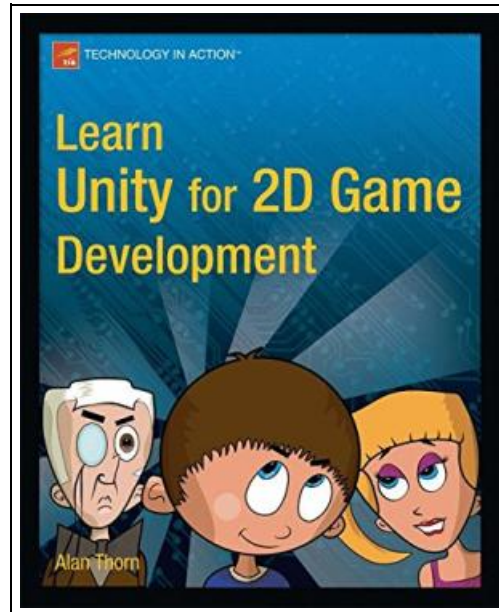 TECHNOLOGY IN ACTION™
Learn
Unity for 2D Game
Development
Alan Thorn